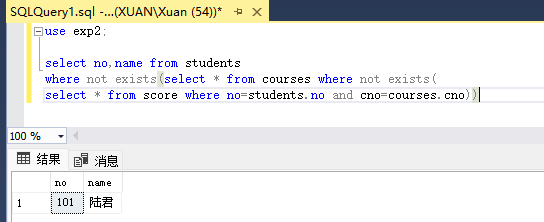 SQLQuery1.sql -...(XUAN\Xuan (54))*
use exp2;
select no,name from students
where not exists(select * from courses where not exists(
select * from score where no=students.no and cno=courses.cno))
100 %
结果 消息
no name
1 101 陆君